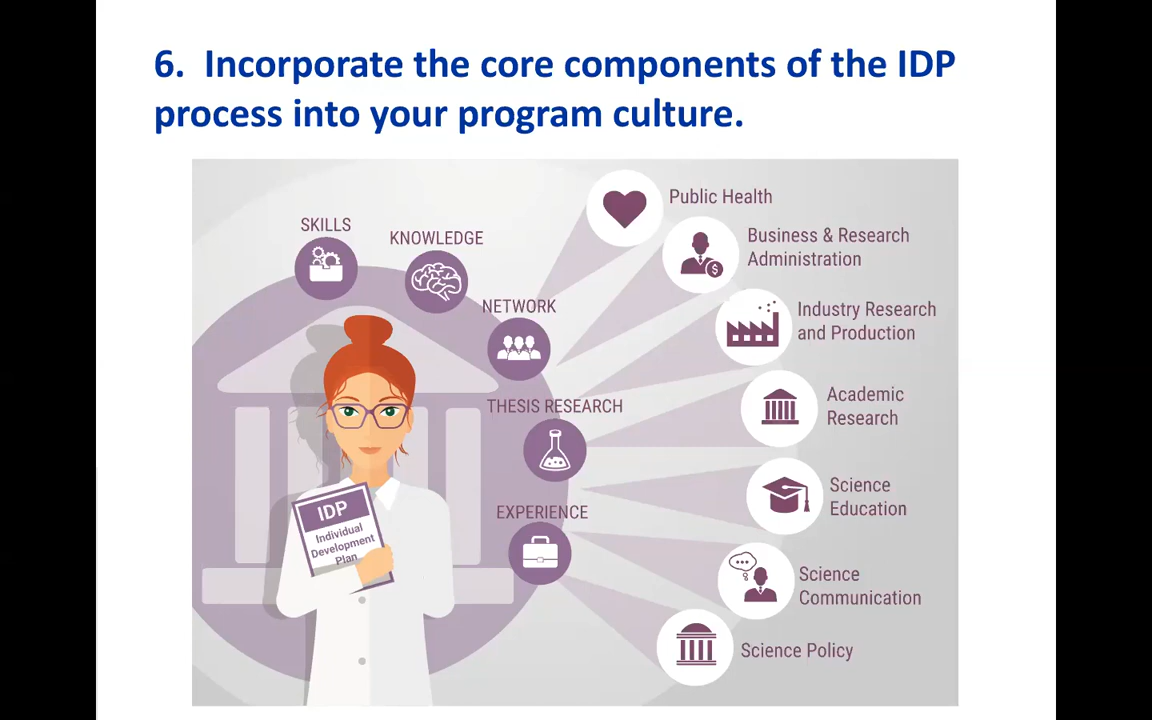 6. Incorporate the core components of the IDP
process into your program culture.
SKILLS
KNOWLEDGE
NETWORK
THESIS RESEARCH
EXPERIENCE
IDP
Individual
Development
Plan
Public Health
Business & Research
Administration
Industry Research
and Production
Academic
Research
Science
Education
Science
Communication
Science Policy